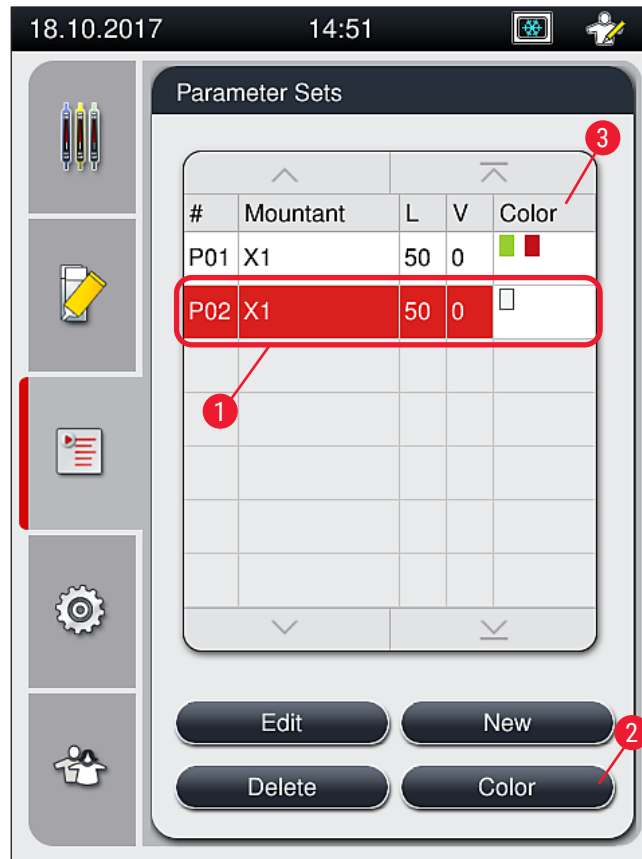 18.10.2017 14:51
Parameter Sets
3
# Mountant L V Color
P01 X1 50 0
P02 X1 50 0
1
Edit New
2
Delete Color